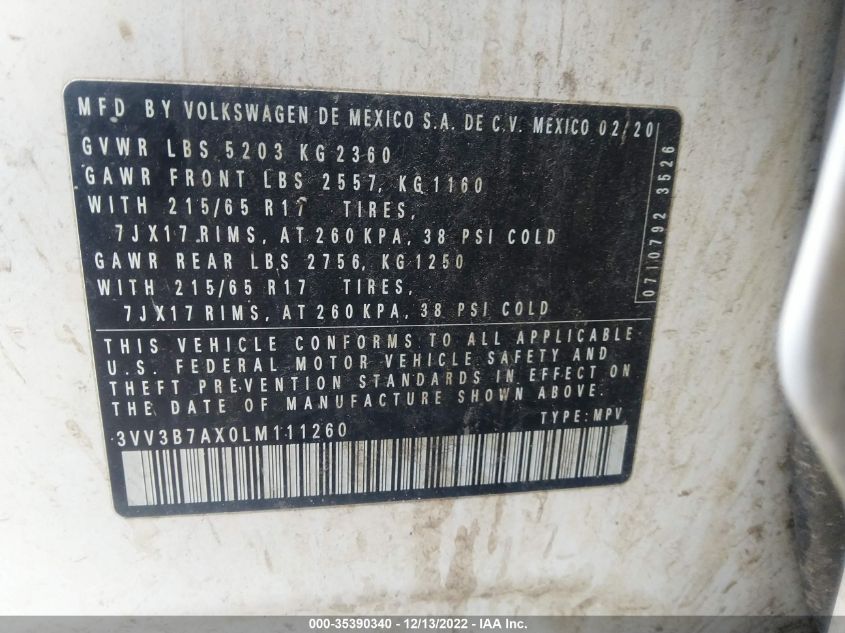 MFD BY VOLKSWAGEN DE MEXICO S.A. DE C.V. MEXICO 02/20
GVWR LBS 5203 KG 2360
GAWR FRONT LBS 2557, KG 1160
WITH 215/65 R17 TIRES,
7JX17 RIMS, AT 260 KPA, 38 PSI COLD
GAWR REAR LBS 2756, KG 1250
WITH 215/65 R17 TIRES,
7JX17 RIMS, AT 260 KPA, 38 PSI COLD
0710792 3526
THIS VEHICLE CONFORMS TO ALL APPLICABLE
U.S. FEDERAL MOTOR VEHICLE SAFETY AND
THEFT PREVENTION STANDARDS IN EFFECT ON
THE DATE OF MANUFACTURE SHOWN ABOVE.
TYPE: MPV
3VV3B7AX0LM111260
000-35390340 - 12/13/2022 - IAA Inc.